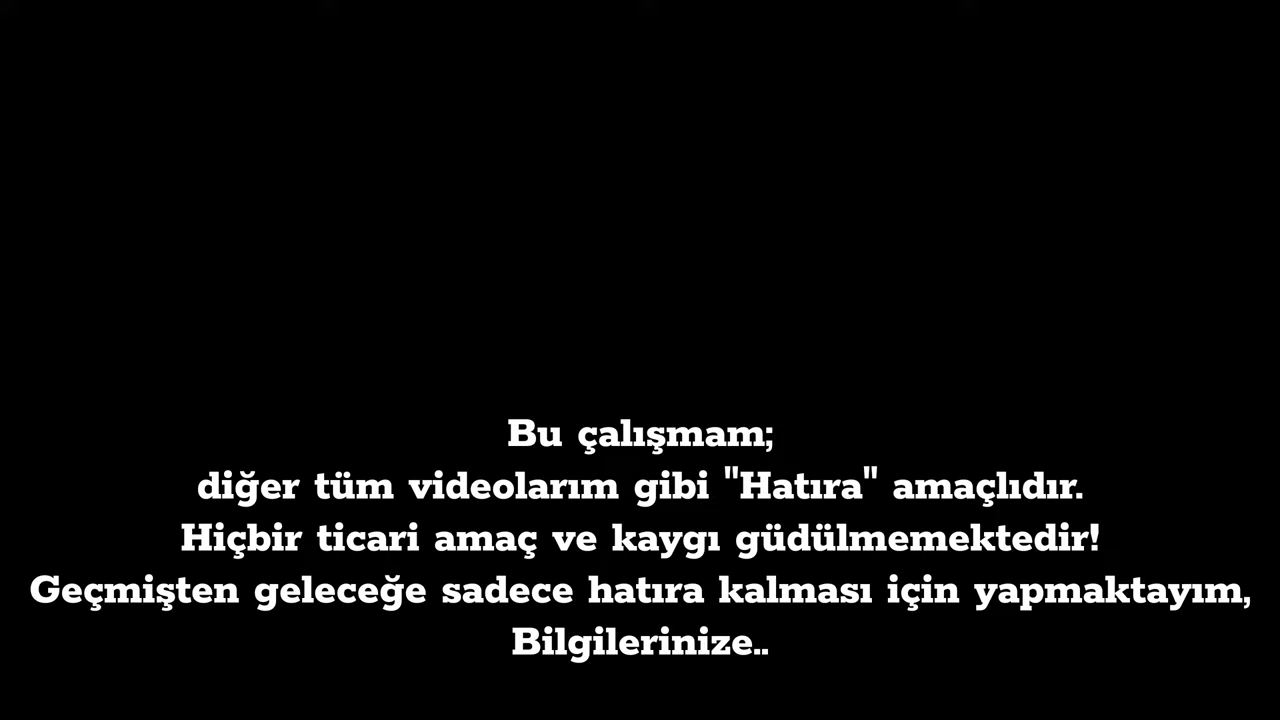 Bu çalışmam;
diğer tüm videolarım gibi "Hatıra" amaçlıdır.
Hiçbir ticari amaç ve kaygı güdülmemektedir!
Geçmişten geleceğe sadece hatıra kalması için yapmaktayım,
Bilgilerinize..